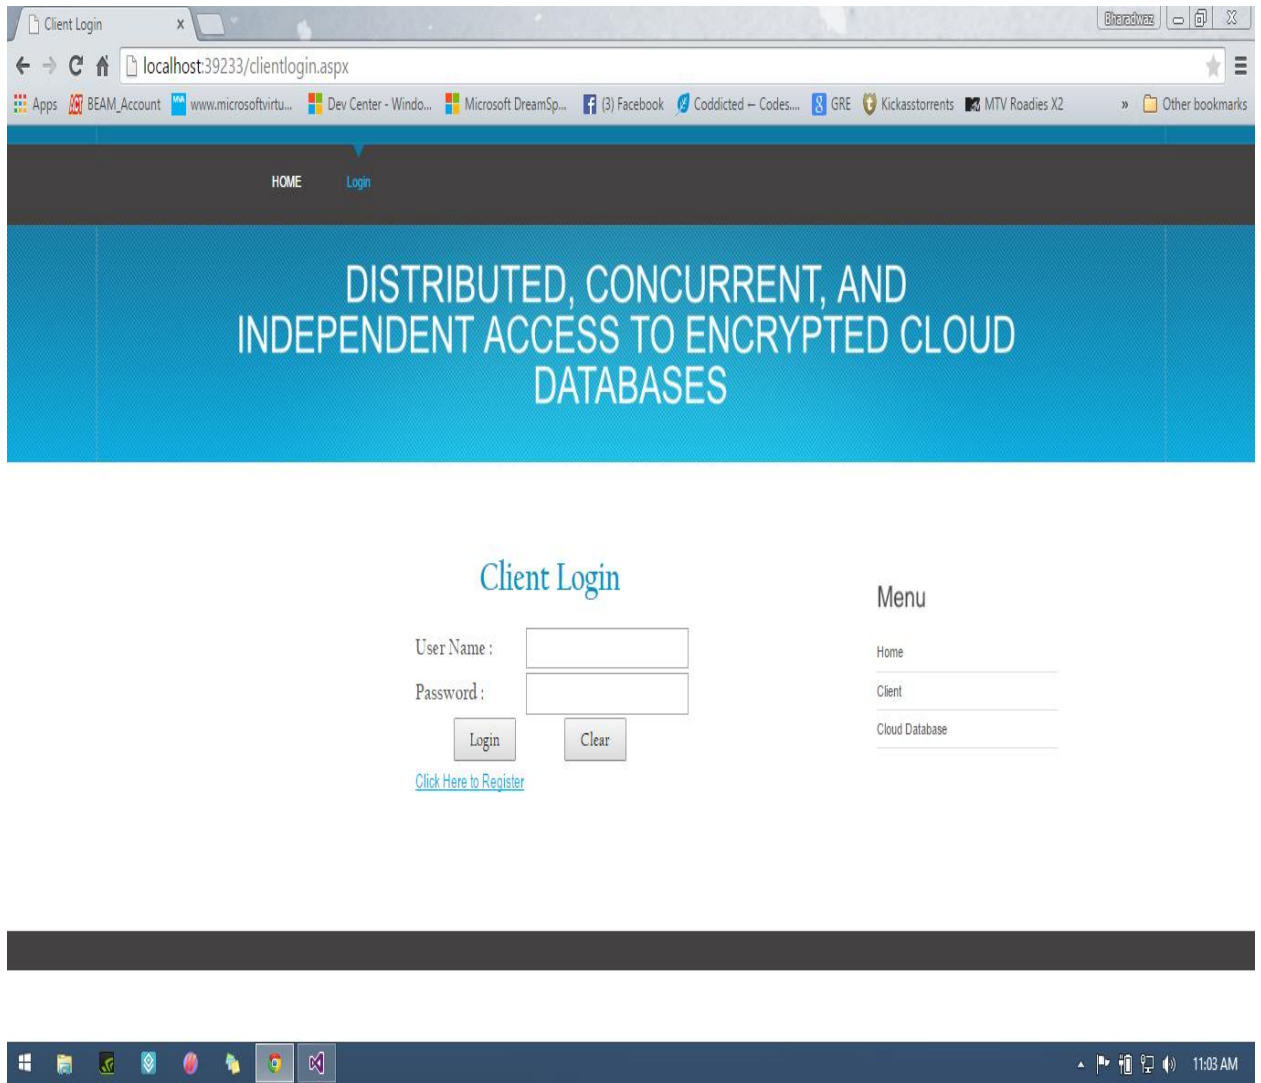 Client Login
Bharadwaz
localhost:39233/clientlogin.aspx
Apps BEAM_Account www.microsoftvirtu... Dev Center - Windo... Microsoft DreamSp... (3) Facebook Coddicted – Codes.... GRE Kickasstorrents MTV Roadies X2 » Other bookmarks
HOME Login
DISTRIBUTED, CONCURRENT, AND
INDEPENDENT ACCESS TO ENCRYPTED CLOUD
DATABASES
Client Login
User Name :
Password :
Login Clear
Click Here to Register
Menu
Home
Client
Cloud Database
11:03 AM